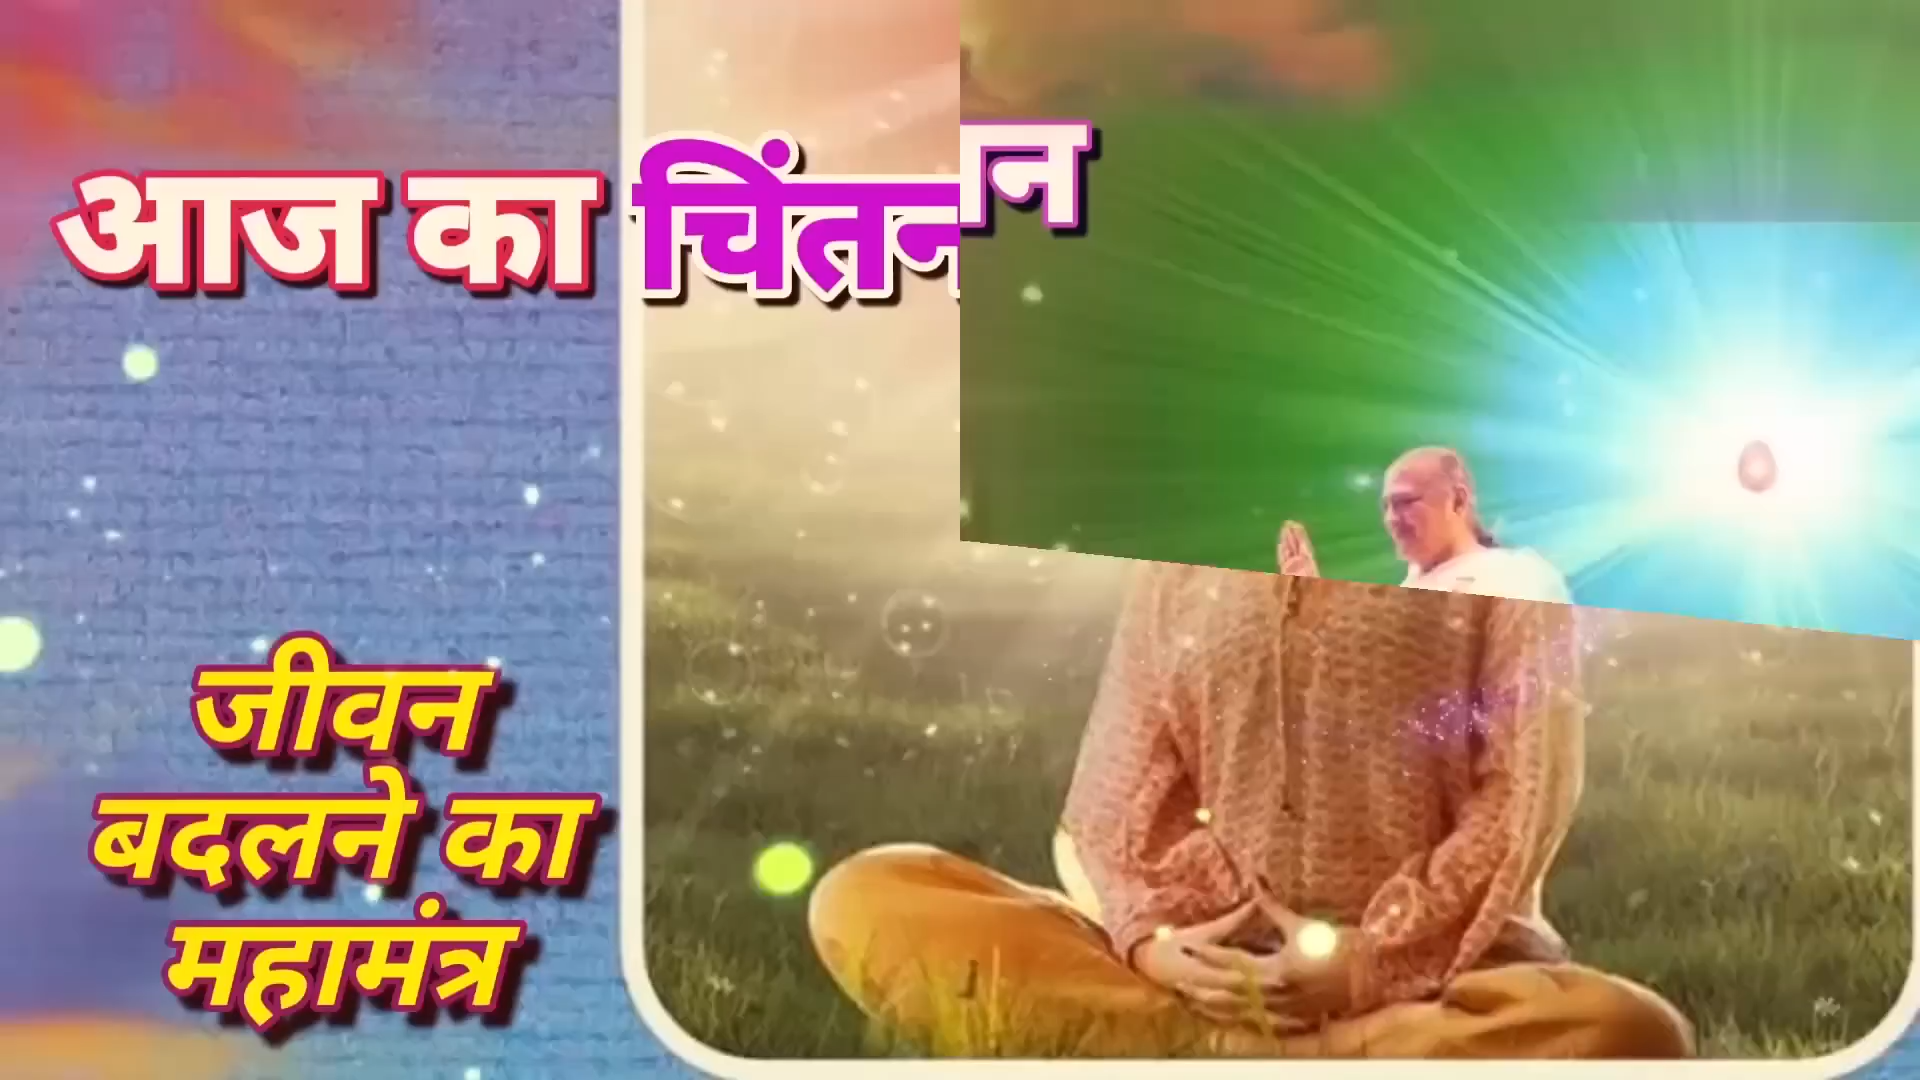 आज का चिंतन
जीवन
बदलने का
महामंत्र